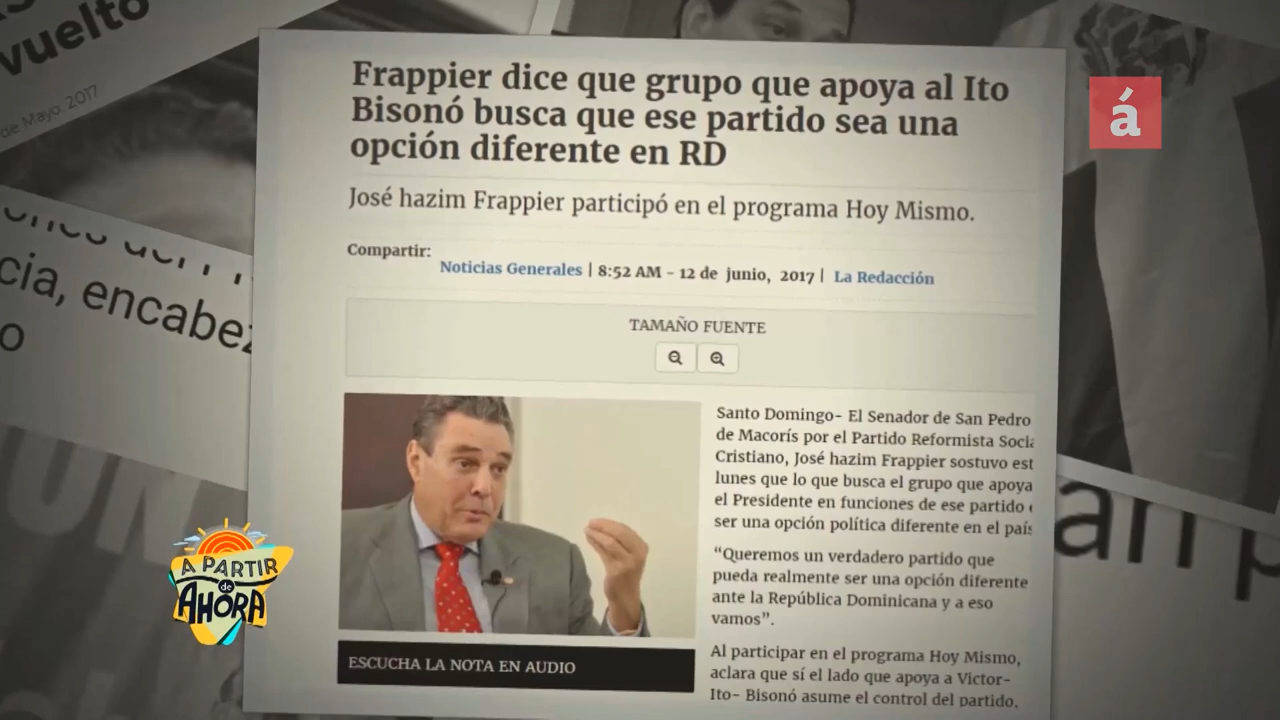 vuelto
de Mayo, 2017
cia, encabez
o
Frappier dice que grupo que apoya al Ito
Bisonó busca que ese partido sea una
opción diferente en RD
José hazim Frappier participó en el programa Hoy Mismo.
Compartir:
Noticias Generales | 8:52 AM - 12 de junio, 2017 | La Redacción
TAMAÑO FUENTE
Santo Domingo- El Senador de San Pedro
de Macorís por el Partido Reformista Socia
Cristiano, José hazim Frappier sostuvo est
lunes que lo que busca el grupo que apoya
el Presidente en funciones de ese partido
ser una opción política diferente en el país
“Queremos un verdadero partido que
pueda realmente ser una opción diferente
ante la República Dominicana y a eso
vamos”.
Al participar en el programa Hoy Mismo,
aclara que sí el lado que apoya a Victor-
Ito- Bisonó asume el control del partido,
ESCUCHA LA NOTA EN AUDIO
á
A PARTIR
de
AHORA
an p